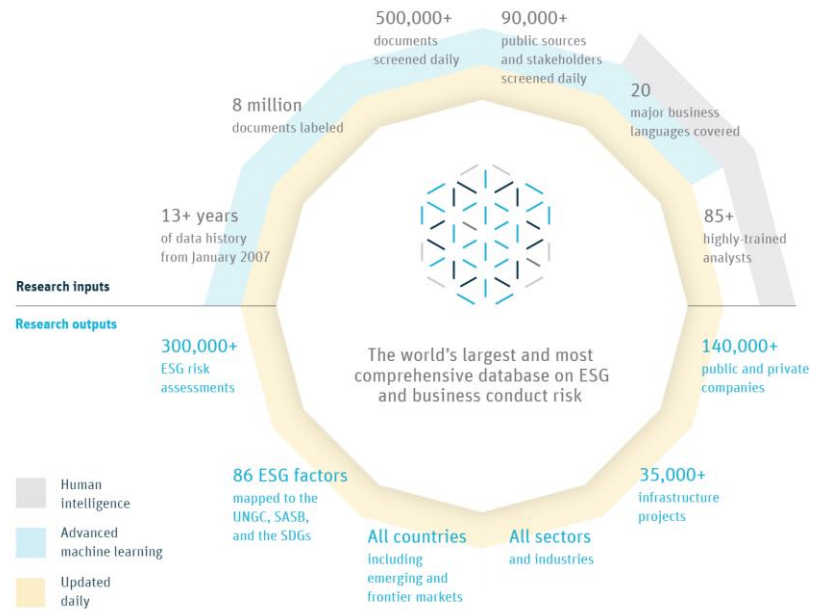 500,000+
documents
screened daily
90,000+
public sources
and stakeholders
screened daily
8 million
documents labeled
20
major business
languages covered
13+ years
of data history
from January 2007
85+
highly-trained
analysts
Research inputs
Research outputs
300,000+
ESG risk
assessments
The world's largest and most
comprehensive database on ESG
and business conduct risk
140,000+
public and private
companies
86 ESG factors
mapped to the
UNGC, SASB,
and the SDGs
35,000+
infrastructure
projects
All countries
including
emerging and
frontier markets
All sectors
and industries
Human
intelligence
Advanced
machine learning
Updated
daily